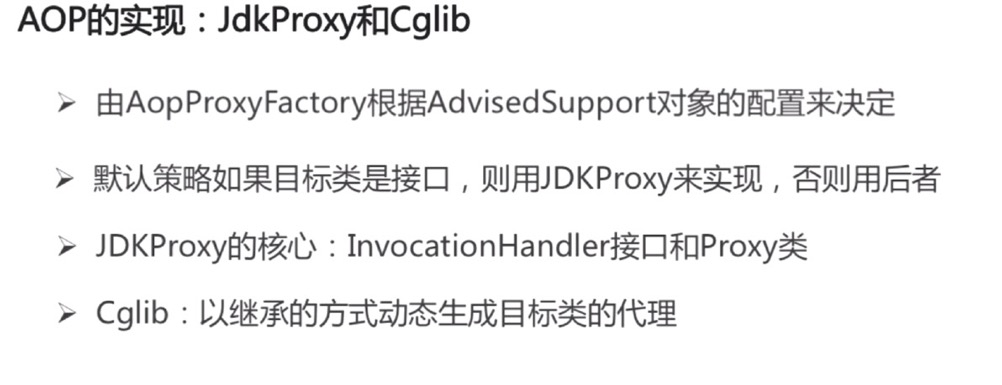 AOP的实现：JdkProxy和Cglib
➢ 由AopProxyFactory根据AdvisedSupport对象的配置来决定
➢ 默认策略如果目标类是接口，则用JDKProxy来实现，否则用后者
➢ JDKProxy的核心：InvocationHandler接口和Proxy类
➢ Cglib：以继承的方式动态生成目标类的代理